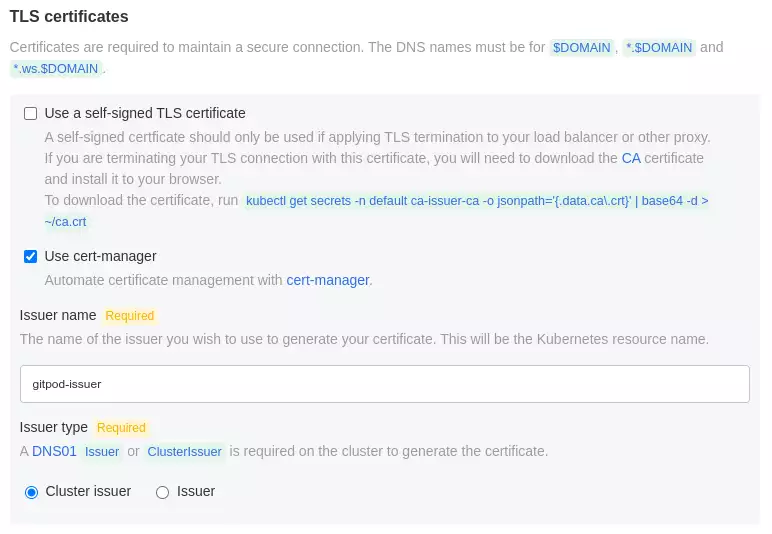 TLS certificates
Certificates are required to maintain a secure connection. The DNS names must be for $DOMAIN, *.$DOMAIN and
*.ws.$DOMAIN.
Use a self-signed TLS certificate
A self-signed certficate should only be used if applying TLS termination to your load balancer or other proxy.
If you are terminating your TLS connection with this certificate, you will need to download the CA certificate
and install it to your browser.
To download the certificate, run kubectl get secrets -n default ca-issuer-ca -o jsonpath='{.data.ca\.crt}' | base64 -d >
~/ca.crt
Use cert-manager
Automate certificate management with cert-manager.
Issuer name Required
The name of the issuer you wish to use to generate your certificate. This will be the Kubernetes resource name.
gitpod-issuer
Issuer type Required
A DNS01 Issuer or ClusterIssuer is required on the cluster to generate the certificate.
Cluster issuer Issuer